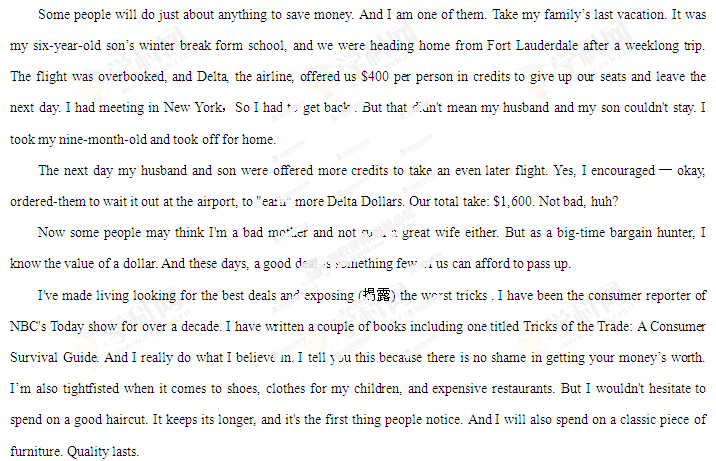 Some people will do just about anything to save money. And I am one of them. Take my family's last vacation. It was
my six-year-old son's winter break form school, and we were heading home from Fort Lauderdale after a weeklong trip.
The flight was overbooked, and Delta, the airline, offered us $400 per person in credits to give up our seats and leave the
next day. I had meeting in New York，So I had to get back . But that didn't mean my husband and my son couldn't stay. I
took my nine-month-old and took off for home.
The next day my husband and son were offered more credits to take an even later flight. Yes, I encouraged — okay,
ordered-them to wait it out at the airport, to "earn" more Delta Dollars. Our total take: $1,600. Not bad, huh?
Now some people may think I'm a bad mother and not such a great wife either. But as a big-time bargain hunter, I
know the value of a dollar. And these days, a good deal is something few of us can afford to pass up.
I've made living looking for the best deals and exposing (揭露) the worst tricks . I have been the consumer reporter of
NBC's Today show for over a decade. I have written a couple of books including one titled Tricks of the Trade: A Consumer
Survival Guide. And I really do what I believe in. I tell you this because there is no shame in getting your money's worth.
I'm also tightfisted when it comes to shoes, clothes for my children, and expensive restaurants. But I wouldn't hesitate to
spend on a good haircut. It keeps its longer, and it's the first thing people notice. And I will also spend on a classic piece of
furniture. Quality lasts.